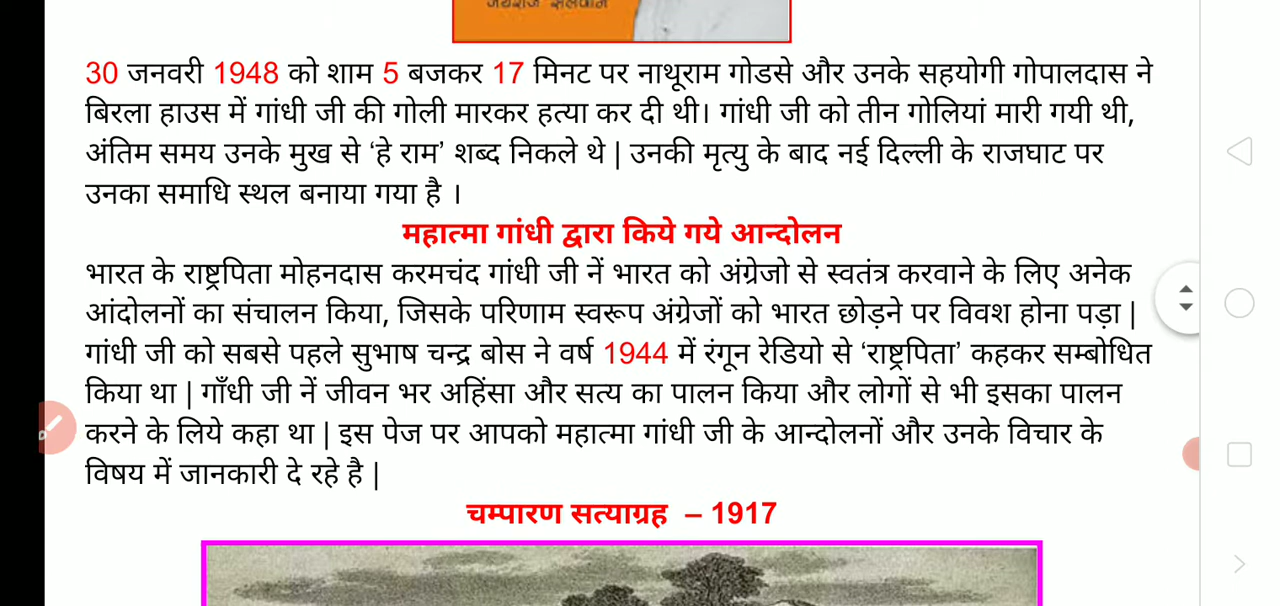 जयराज सलवान
30 जनवरी 1948 को शाम 5 बजकर 17 मिनट पर नाथूराम गोडसे और उनके सहयोगी गोपालदास ने
बिरला हाउस में गांधी जी की गोली मारकर हत्या कर दी थी। गांधी जी को तीन गोलियां मारी गयी थी,
अंतिम समय उनके मुख से ‘हे राम’ शब्द निकले थे | उनकी मृत्यु के बाद नई दिल्ली के राजघाट पर
उनका समाधि स्थल बनाया गया है ।
महात्मा गांधी द्वारा किये गये आन्दोलन
भारत के राष्ट्रपिता मोहनदास करमचंद गांधी जी नें भारत को अंग्रेजो से स्वतंत्र करवाने के लिए अनेक
आंदोलनों का संचालन किया, जिसके परिणाम स्वरूप अंग्रेजों को भारत छोड़ने पर विवश होना पड़ा |
गांधी जी को सबसे पहले सुभाष चन्द्र बोस ने वर्ष 1944 में रंगून रेडियो से ‘राष्ट्रपिता’ कहकर सम्बोधित
किया था | गाँधी जी नें जीवन भर अहिंसा और सत्य का पालन किया और लोगों से भी इसका पालन
करने के लिये कहा था | इस पेज पर आपको महात्मा गांधी जी के आन्दोलनों और उनके विचार के
विषय में जानकारी दे रहे है |
चम्पारण सत्याग्रह – 1917